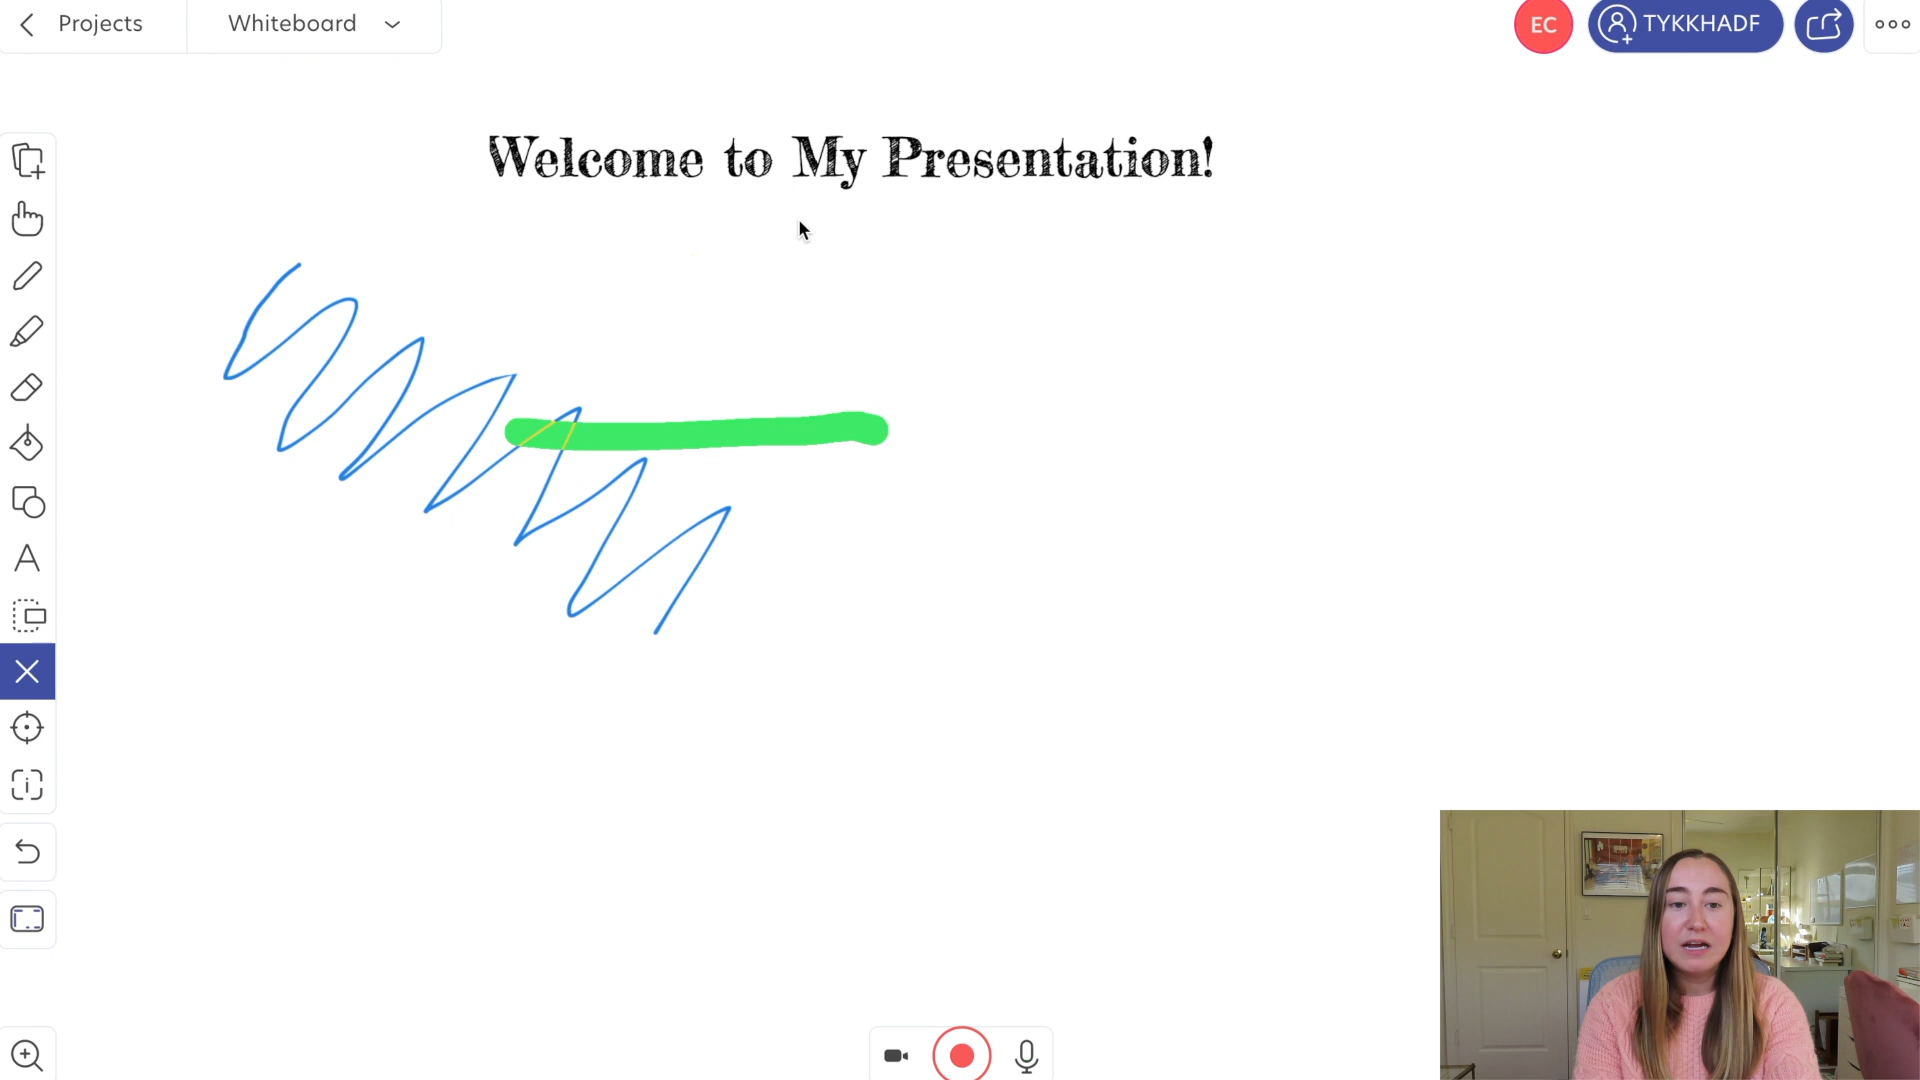 Projects
Whiteboard
EC
TYKKHADF
Welcome to My Presentation!